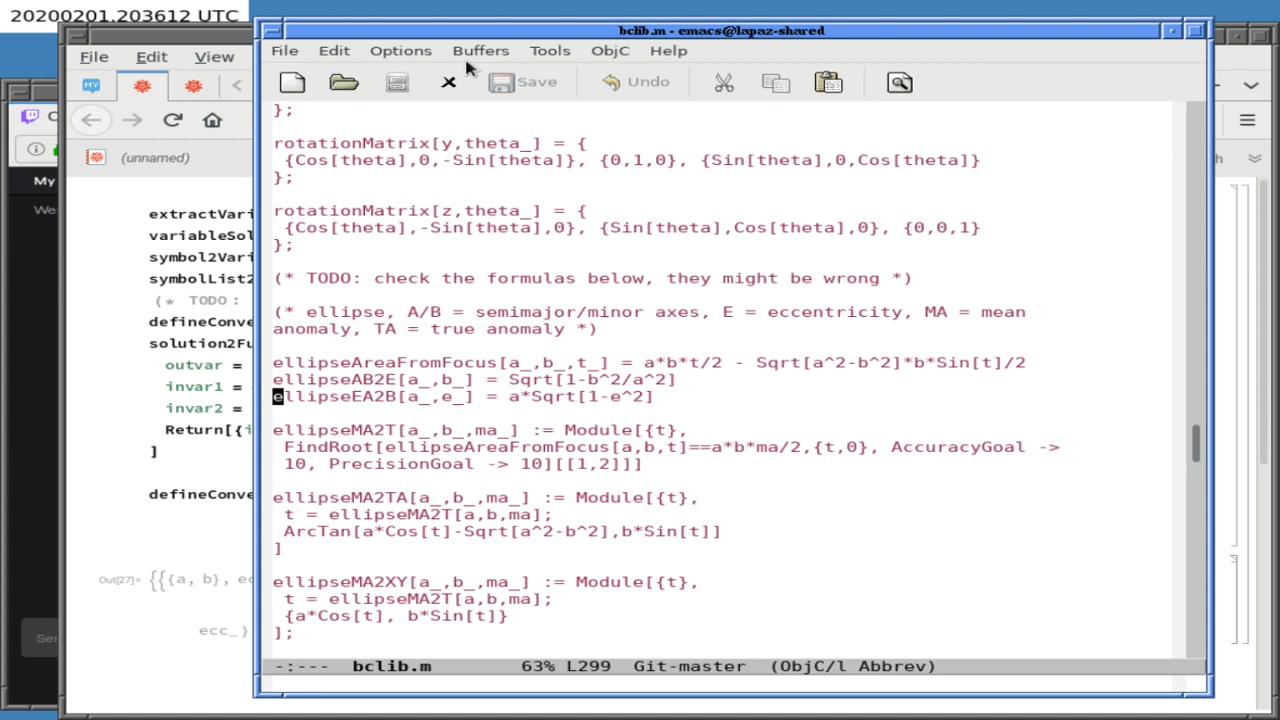 20200201.203612 UTC
bclib.m - emacs@lapaz-shared
File Edit Options Buffers Tools ObjC Help
Save Undo
};
rotationMatrix[y,theta_] = {
{Cos[theta],0,-Sin[theta]}, {0,1,0}, {Sin[theta],0,Cos[theta]}
};
rotationMatrix[z,theta_] = {
{Cos[theta],-Sin[theta],0}, {Sin[theta],Cos[theta],0}, {0,0,1}
};
(* TODO: check the formulas below, they might be wrong *)
(* ellipse, A/B = semimajor/minor axes, E = eccentricity, MA = mean
anomaly, TA = true anomaly *)
ellipseAreaFromFocus[a_,b_,t_] = a*b*t/2 - Sqrt[a^2-b^2]*b*Sin[t]/2
ellipseAB2E[a_,b_] = Sqrt[1-b^2/a^2]
ellipseEA2B[a_,e_] = a*Sqrt[1-e^2]
ellipseMA2T[a_,b_,ma_] := Module[{t},
FindRoot[ellipseAreaFromFocus[a,b,t]==a*b*ma/2,{t,0}, AccuracyGoal ->
10, PrecisionGoal -> 10][[1,2]]]
ellipseMA2TA[a_,b_,ma_] := Module[{t},
t = ellipseMA2T[a,b,ma];
ArcTan[a*Cos[t]-Sqrt[a^2-b^2],b*Sin[t]]
]
ellipseMA2XY[a_,b_,ma_] := Module[{t},
t = ellipseMA2T[a,b,ma];
{a*Cos[t], b*Sin[t]}
];
-:--- bclib.m 63% L299 Git-master (ObjC/l Abbrev)
File Edit View
MY
(unnamed)
extractVari
variableSol
symbol2Vari
symbolList2
(* TODO:
defineConve
solution2Fu
outvar =
invar1 =
invar2 =
Return[{i
]
defineConve
Out[27]= {{{a, b}, ec
ecc_}
My
Wel
Ser